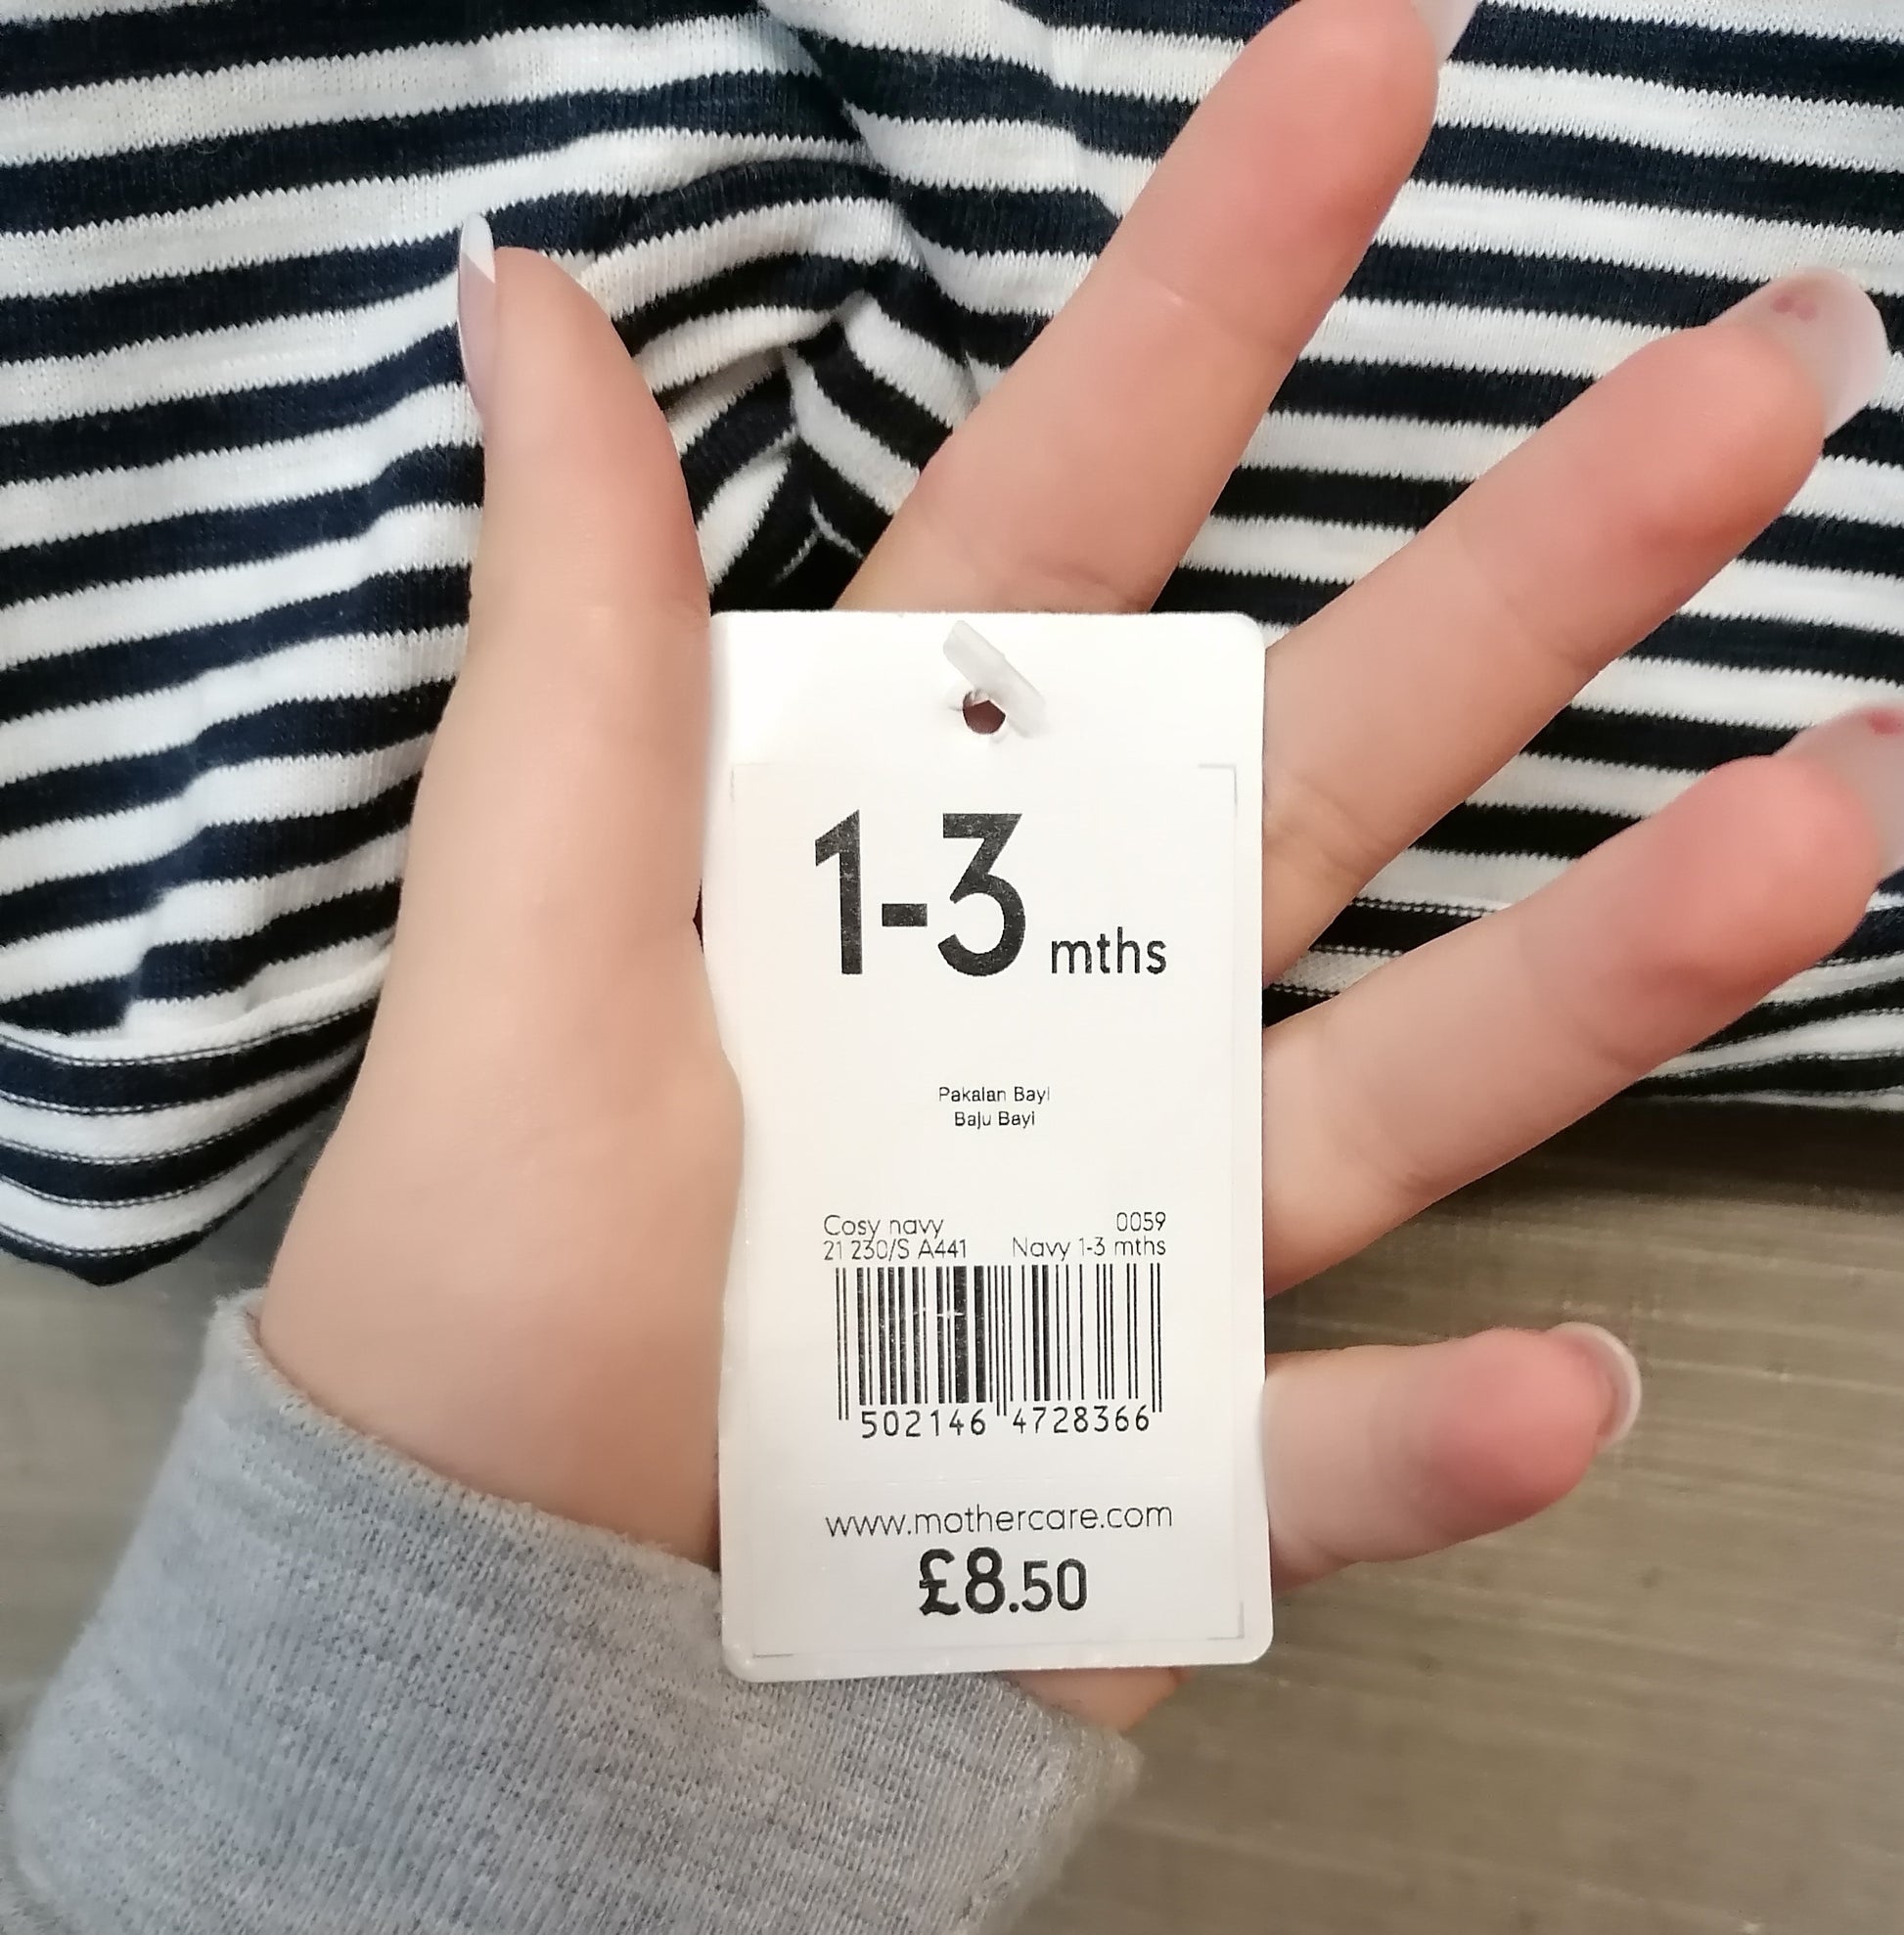 1-3 mths
Pakaian Bayi
Baju Bayi
Cosy navy 0059
21 230/S A441 Navy 1-3 mths
502146 4728366
www.mothercare.com
£8.50